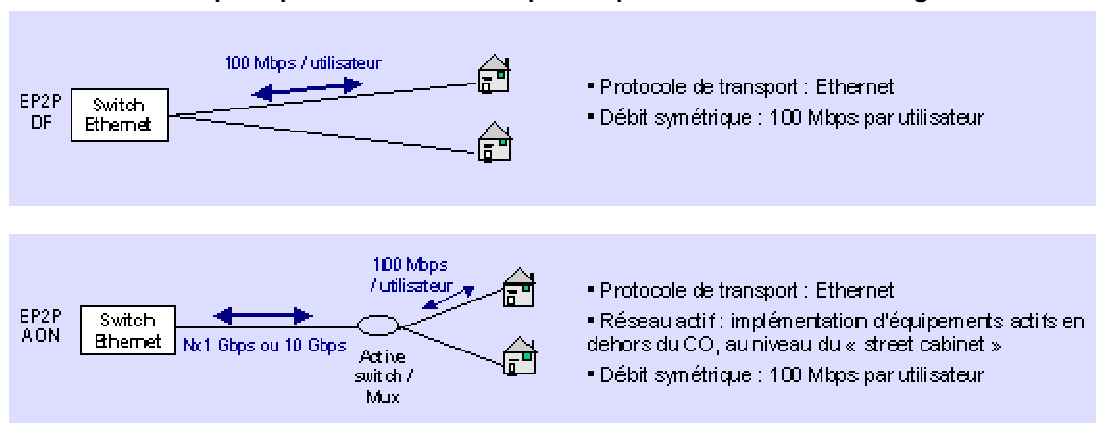 100 Mbps / utilisateur
EP2P
DF
Switch
Ethernet
▪ Protocole de transport : Ethernet
▪ Débit symétrique : 100 Mbps par utilisateur
100 Mbps
/ utilisateur
EP2P
AON
Switch
Ethernet
Nx1 Gbps ou 10 Gbps
Active
switch /
Mux
▪ Protocole de transport : Ethernet
▪ Réseau actif : implémentation d'équipements actifs en
dehors du CO, au niveau du « street cabinet »
▪ Débit symétrique : 100 Mbps par utilisateur